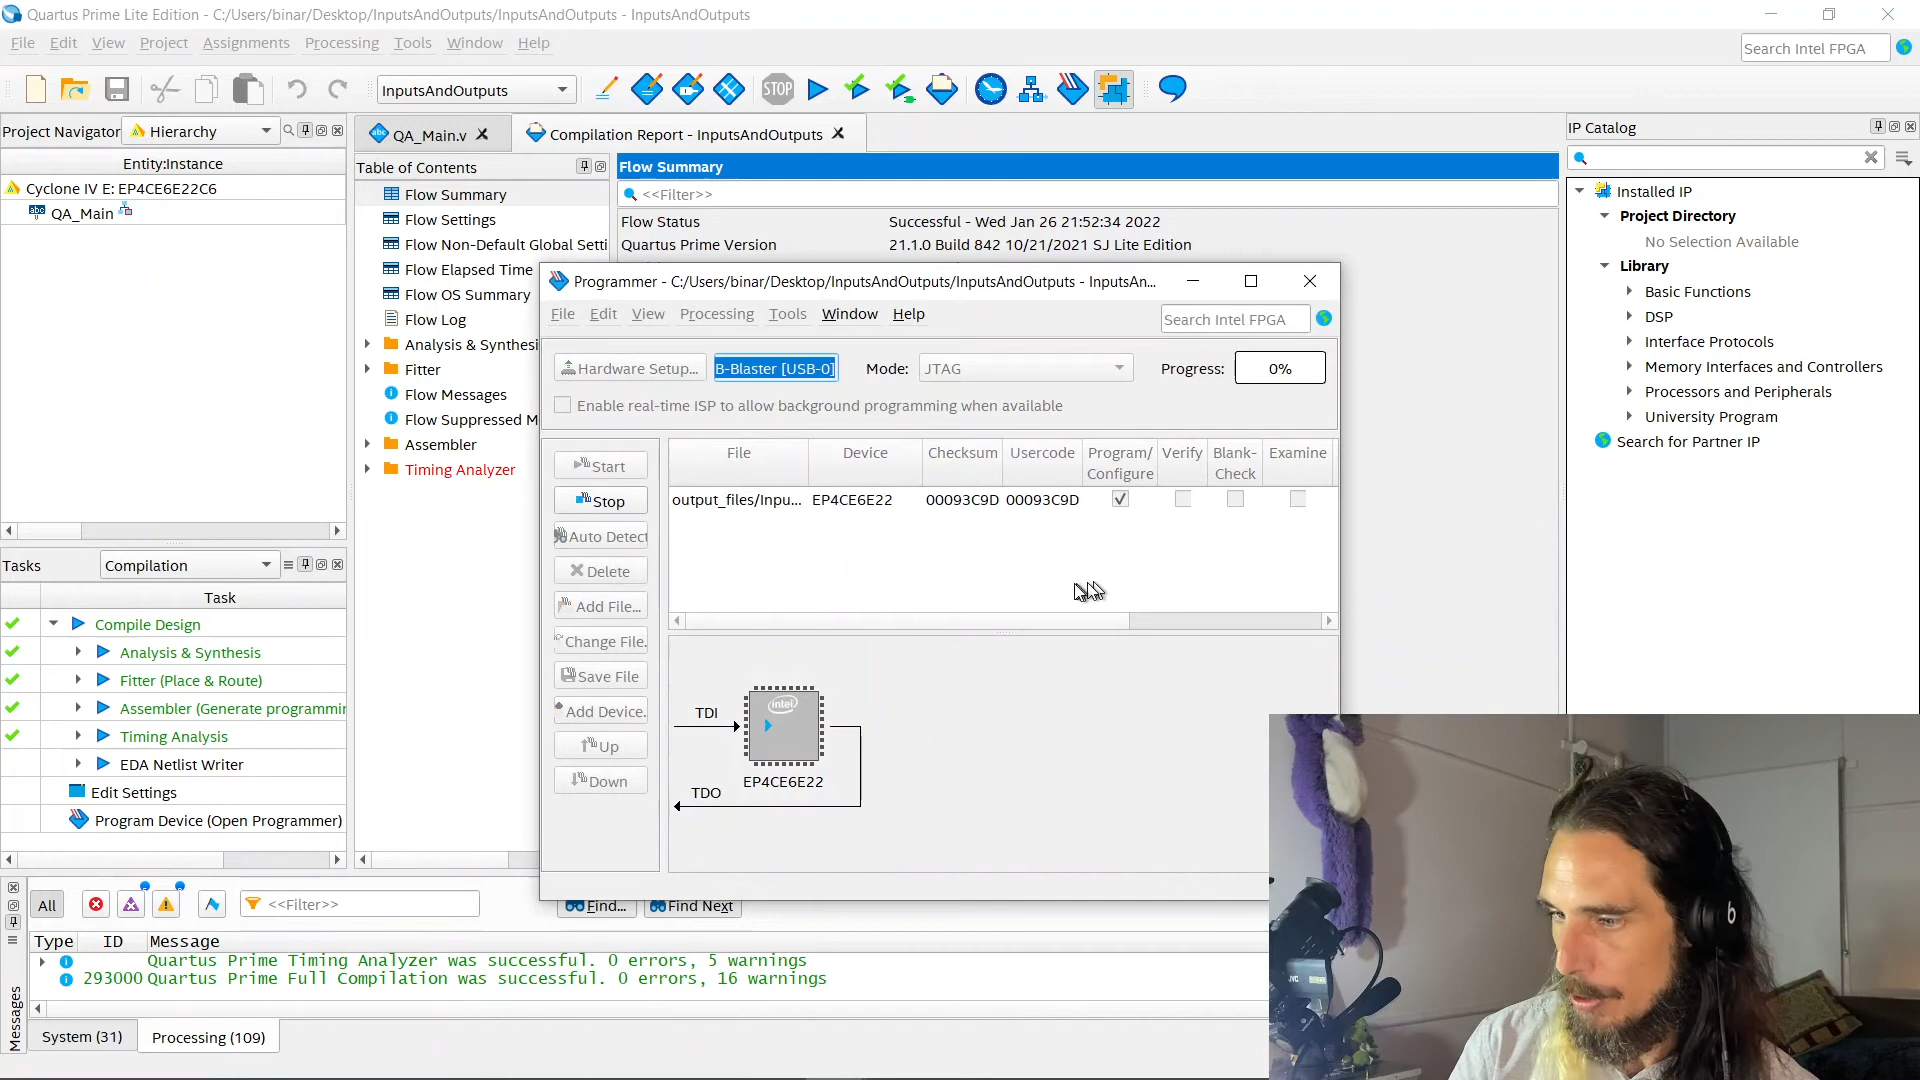 Quartus Prime Lite Edition - C:/Users/binar/Desktop/InputsAndOutputs/InputsAndOutputs - InputsAndOutputs
File Edit View Project Assignments Processing Tools Window Help
Search Intel FPGA
InputsAndOutputs
STOP
Project Navigator
Hierarchy
Entity:Instance
Cyclone IV E: EP4CE6E22C6
abc QA_Main
abc QA_Main.v
Compilation Report - InputsAndOutputs
Table of Contents
Flow Summary
Flow Settings
Flow Non-Default Global Setti
Flow Elapsed Time
Flow OS Summary
Flow Log
Analysis & Synthesi
Fitter
Flow Messages
Flow Suppressed M
Assembler
Timing Analyzer
Flow Summary
<<Filter>>
Flow Status Successful - Wed Jan 26 21:52:34 2022
Quartus Prime Version 21.1.0 Build 842 10/21/2021 SJ Lite Edition
IP Catalog
Installed IP
Project Directory
No Selection Available
Library
Basic Functions
DSP
Interface Protocols
Memory Interfaces and Controllers
Processors and Peripherals
University Program
Search for Partner IP
Programmer - C:/Users/binar/Desktop/InputsAndOutputs/InputsAndOutputs - InputsAn...
File Edit View Processing Tools Window Help
Search Intel FPGA
Hardware Setup... B-Blaster [USB-0] Mode: JTAG Progress: 0%
Enable real-time ISP to allow background programming when available
Start
Stop
Auto Detect
Delete
Add File...
Change File.
Save File
Add Device.
Up
Down
File Device Checksum Usercode Program/ Verify Blank- Examine
Configure Check
output_files/Inpu... EP4CE6E22 00093C9D 00093C9D
TDI
intel
EP4CE6E22
TDO
Tasks
Compilation
Task
Compile Design
Analysis & Synthesis
Fitter (Place & Route)
Assembler (Generate programmin
Timing Analysis
EDA Netlist Writer
Edit Settings
Program Device (Open Programmer)
All
<<Filter>>
Find...
Find Next
Type ID Message
Quartus Prime Timing Analyzer was successful. 0 errors, 5 warnings
293000 Quartus Prime Full Compilation was successful. 0 errors, 16 warnings
Messages
System (31)
Processing (109)
JVC
b